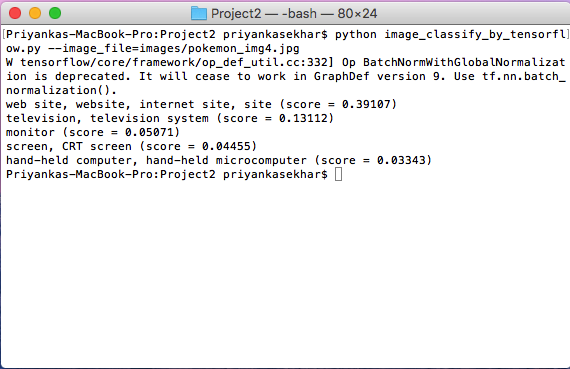 Project2 — -bash — 80×24
[Priyankas-MacBook-Pro:Project2 priyankasekhar$ python image_classify_by_tensorfl]
ow.py --image_file=images/pokemon_img4.jpg
W tensorflow/core/framework/op_def_util.cc:332] Op BatchNormWithGlobalNormalizat
ion is deprecated. It will cease to work in GraphDef version 9. Use tf.nn.batch_
normalization().
web site, website, internet site, site (score = 0.39107)
television, television system (score = 0.13112)
monitor (score = 0.05071)
screen, CRT screen (score = 0.04455)
hand-held computer, hand-held microcomputer (score = 0.03343)
Priyankas-MacBook-Pro:Project2 priyankasekhar$